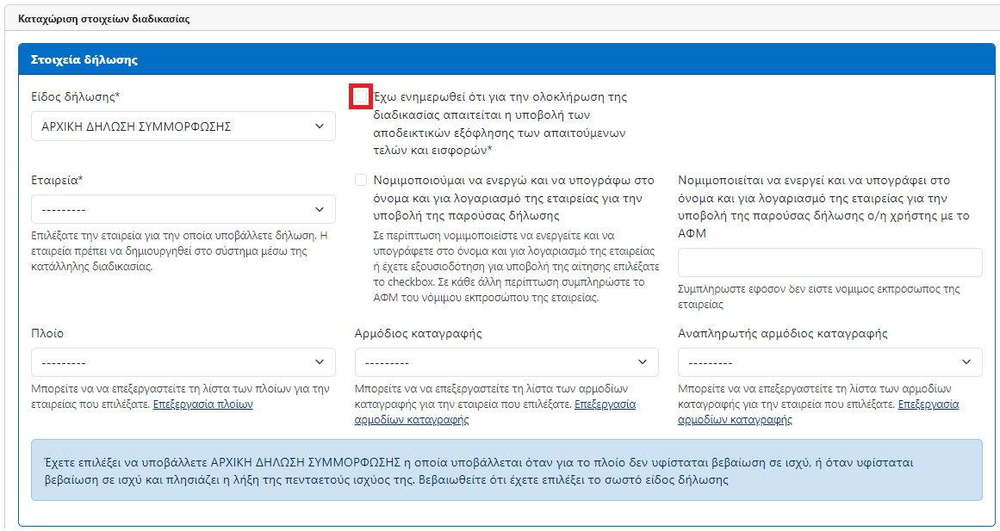 Καταχώριση στοιχείων διαδικασίας
Στοιχεία δήλωσης
Είδος δήλωσης*
ΑΡΧΙΚΗ ΔΗΛΩΣΗ ΣΥΜΜΟΡΦΩΣΗΣ
Έχω ενημερωθεί ότι για την ολοκλήρωση της
διαδικασίας απαιτείται η υποβολή των
αποδεικτικών εξόφλησης των απαιτούμενων
τελών και εισφορών*
Εταιρεία*
---------
Επιλέξατε την εταιρεία για την οποία υποβάλλετε δήλωση. Η
εταιρεία πρέπει να δημιουργηθεί στο σύστημα μέσω της
κατάλληλης διαδικασίας.
Νομιμοποιούμαι να ενεργώ και να υπογράφω στο
όνομα και για λογαριασμό της εταιρείας για την
υποβολή της παρούσας δήλωσης
Σε περίπτωση νομιμοποιείστε να ενεργείτε και να
υπογράφετε στο όνομα και για λογαριασμό της εταιρείας
ή έχετε εξουσιοδότηση για υποβολή της αίτησης επιλέξατε
το checkbox. Σε κάθε άλλη περίπτωση συμπληρώστε το
ΑΦΜ του νόμιμου εκπροσώπου της εταιρείας.
Νομιμοποιείται να ενεργεί και να υπογράφει στο
όνομα και για λογαριασμό της εταιρείας για την
υποβολή της παρούσας δήλωσης ο/η χρήστης με το
ΑΦΜ
Συμπληρώστε εφόσον δεν είστε νόμιμος εκπρόσωπος της
εταιρείας
Πλοίο
---------
Μπορείτε να να επεξεργαστείτε τη λίστα των πλοίων για την
εταιρείας που επιλέξατε. Επεξεργασία πλοίων
Αρμόδιος καταγραφής
---------
Μπορείτε να να επεξεργαστείτε τη λίστα των αρμοδίων
καταγραφής για την εταιρεία που επιλέξατε. Επεξεργασία
αρμοδίων καταγραφής
Αναπληρωτής αρμόδιος καταγραφής
---------
Μπορείτε να να επεξεργαστείτε τη λίστα των αρμοδίων
καταγραφής για την εταιρεία που επιλέξατε. Επεξεργασία
αρμοδίων καταγραφής
Έχετε επιλέξει να υποβάλλετε ΑΡΧΙΚΗ ΔΗΛΩΣΗ ΣΥΜΜΟΡΦΩΣΗΣ η οποία υποβάλλεται όταν για το πλοίο δεν υφίσταται βεβαίωση σε ισχύ, ή όταν υφίσταται
βεβαίωση σε ισχύ και πλησιάζει η λήξη της πενταετούς ισχύος της. Βεβαιωθείτε ότι έχετε επιλέξει το σωστό είδος δήλωσης